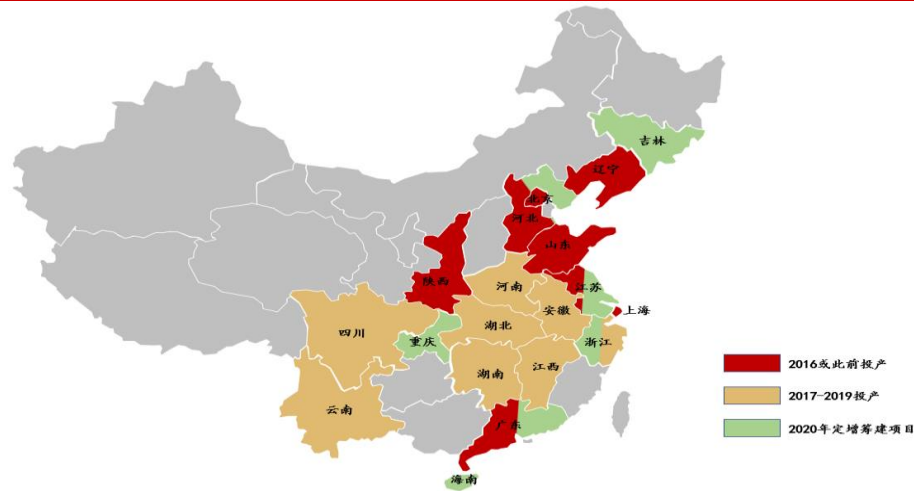 吉林
辽宁
北京
河北
山东
陕西
河南
江苏
安徽
上海
四川
湖北
重庆
浙江
江西
湖南
云南
广东
海南
2016或此前投产
2017-2019投产
2020年定增筹建项目